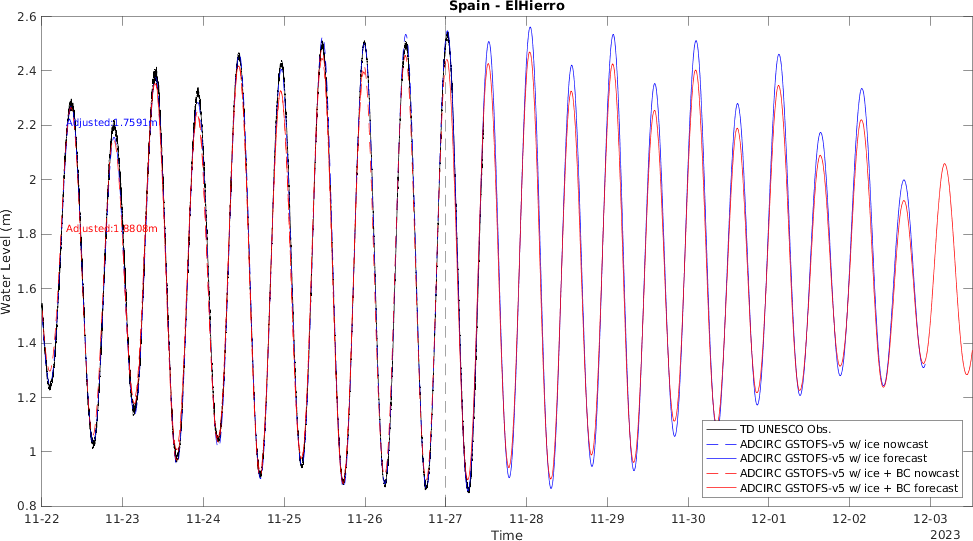 Spain - ElHierro
2.6
2.4
2.2
2
1.8
1.6
1.4
1.2
1
0.8
Water Level (m)
Adjusted:1.7591m
Adjusted:1.8808m
TD UNESCO Obs.
ADCIRC GSTOFS-v5 w/ ice nowcast
ADCIRC GSTOFS-v5 w/ ice forecast
ADCIRC GSTOFS-v5 w/ ice + BC nowcast
ADCIRC GSTOFS-v5 w/ ice + BC forecast
11-22 11-23 11-24 11-25 11-26 11-27 11-28 11-29 11-30 12-01 12-02 12-03
Time
2023